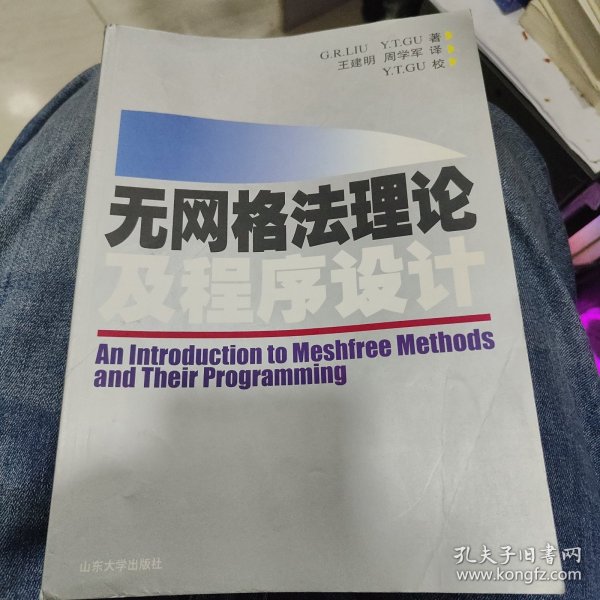 G.R.LIU Y.T.GU 著
王建明 周学军 译
Y.T.GU 校
无网格法理论
及程序设计
An Introduction to Meshfree Methods
and Their Programming
山东大学出版社
孔夫子旧书网
www.kongfz.com